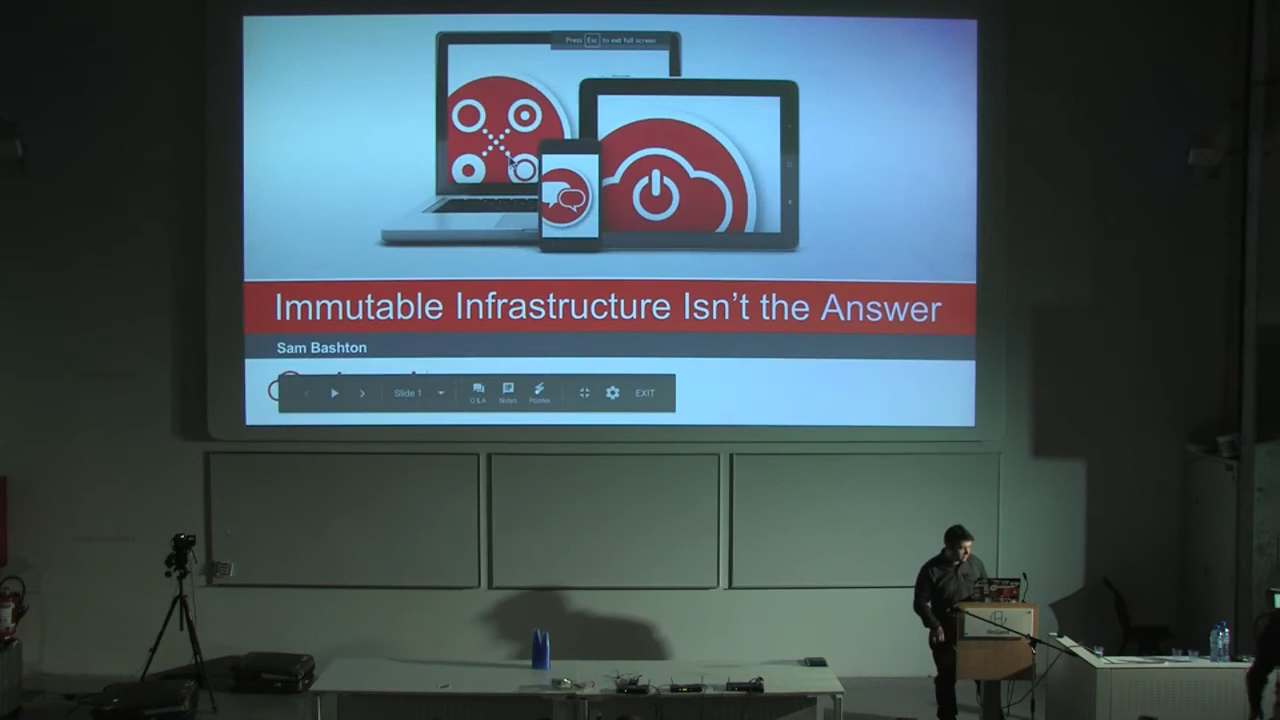 Press Esc to exit full screen
Immutable Infrastructure Isn't the Answer
Sam Bashton
Slide 1
Q & A
Notes
Pointer
EXIT